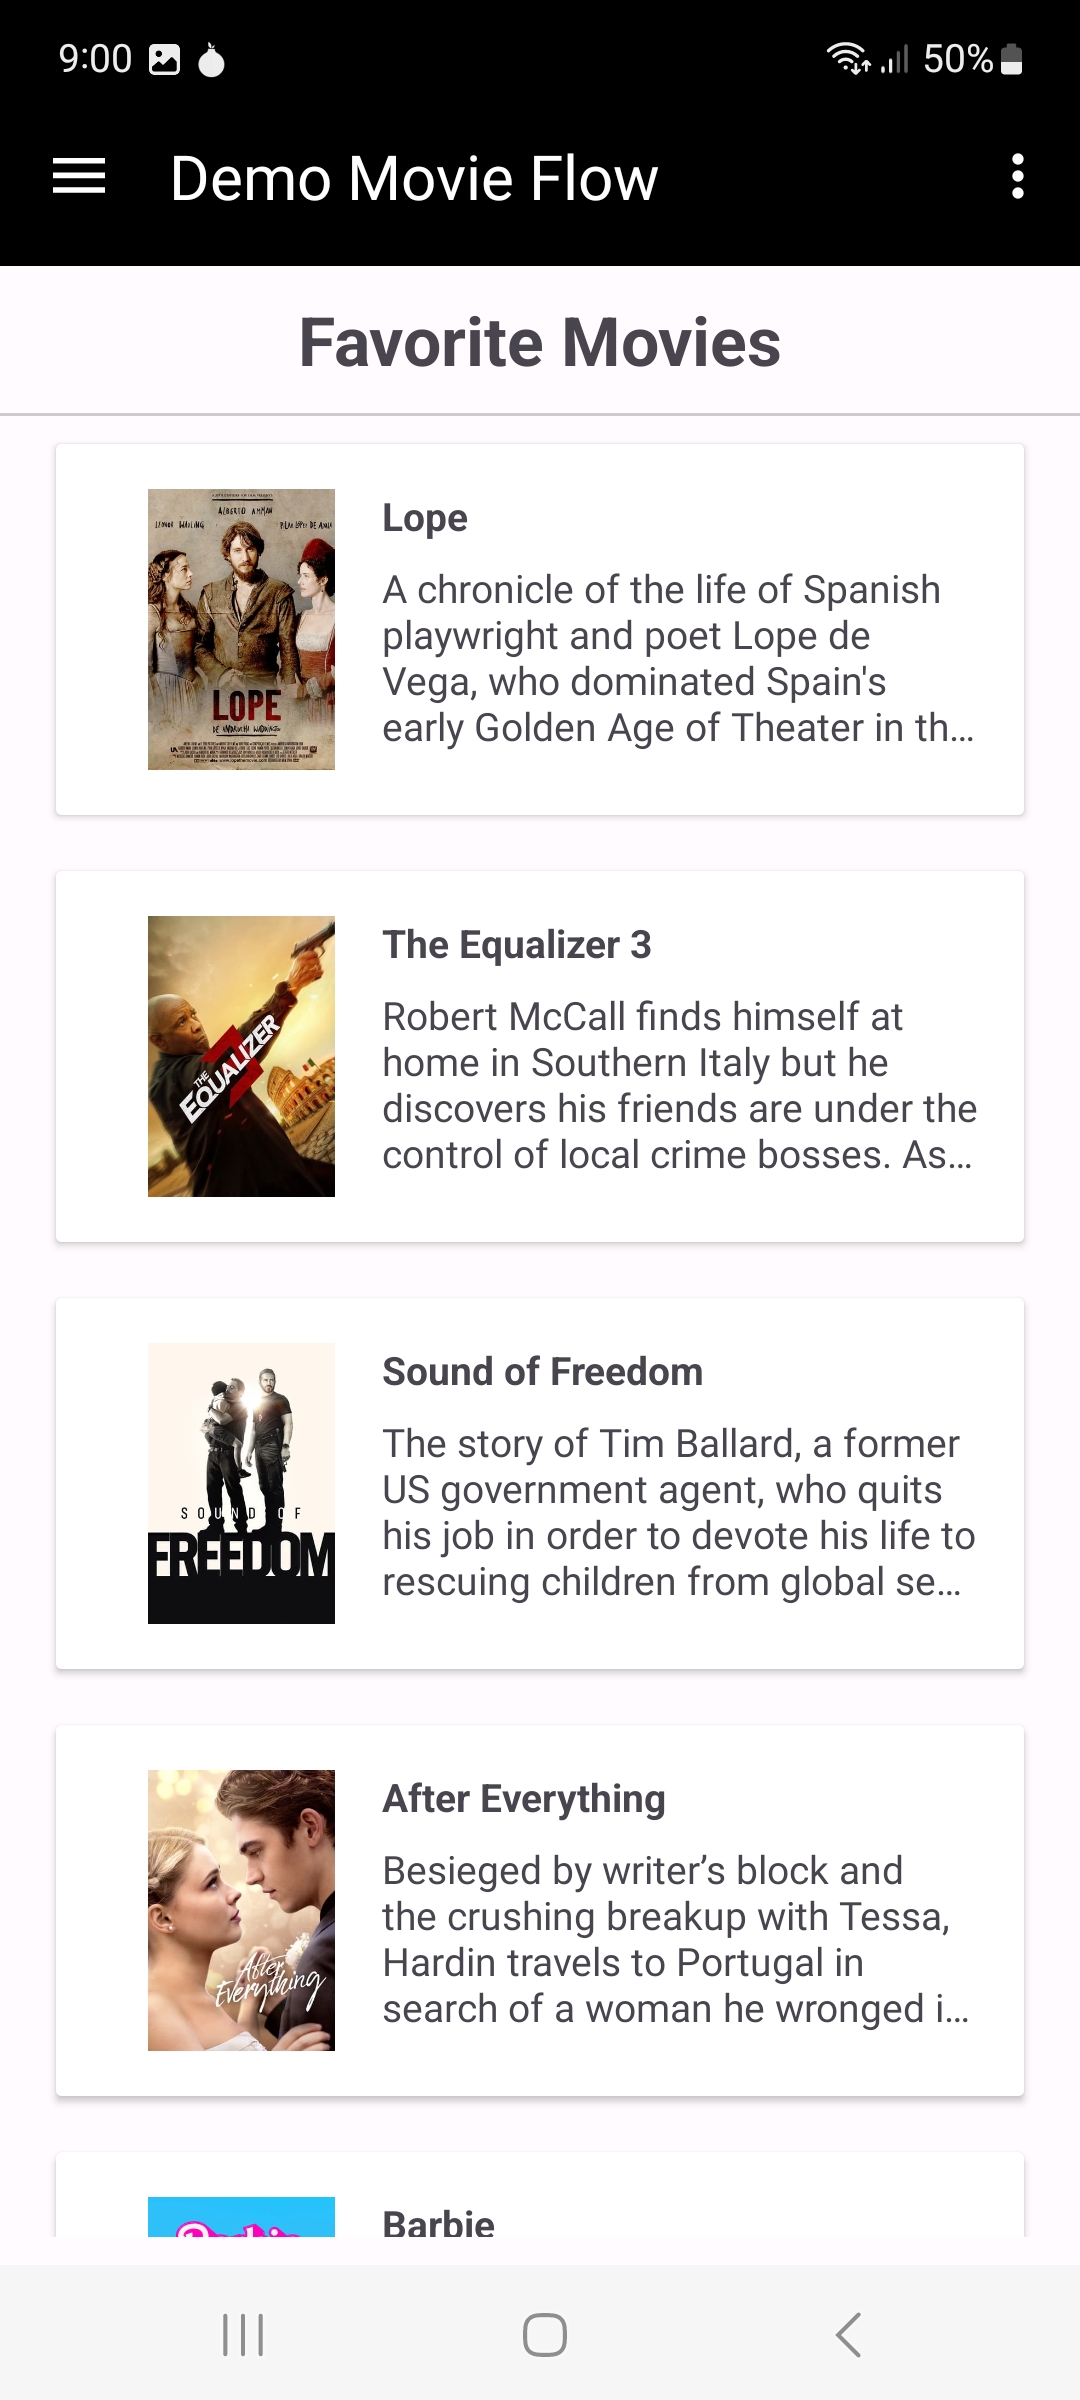 9:00
50%
Demo Movie Flow
Favorite Movies
ALBERTO AMMAN
LEONOR WATLING
PILAR LÓPEZ DE AYALA
LOPE
DE ANDRUCHA WADDINGTON
Lope
A chronicle of the life of Spanish
playwright and poet Lope de
Vega, who dominated Spain's
early Golden Age of Theater in th...
THE
EQUALIZER
3
The Equalizer 3
Robert McCall finds himself at
home in Southern Italy but he
discovers his friends are under the
control of local crime bosses. As...
SOUND OF
FREEDOM
Sound of Freedom
The story of Tim Ballard, a former
US government agent, who quits
his job in order to devote his life to
rescuing children from global se...
After
Everything
After Everything
Besieged by writer’s block and
the crushing breakup with Tessa,
Hardin travels to Portugal in
search of a woman he wronged i...
Barbie
Barbie